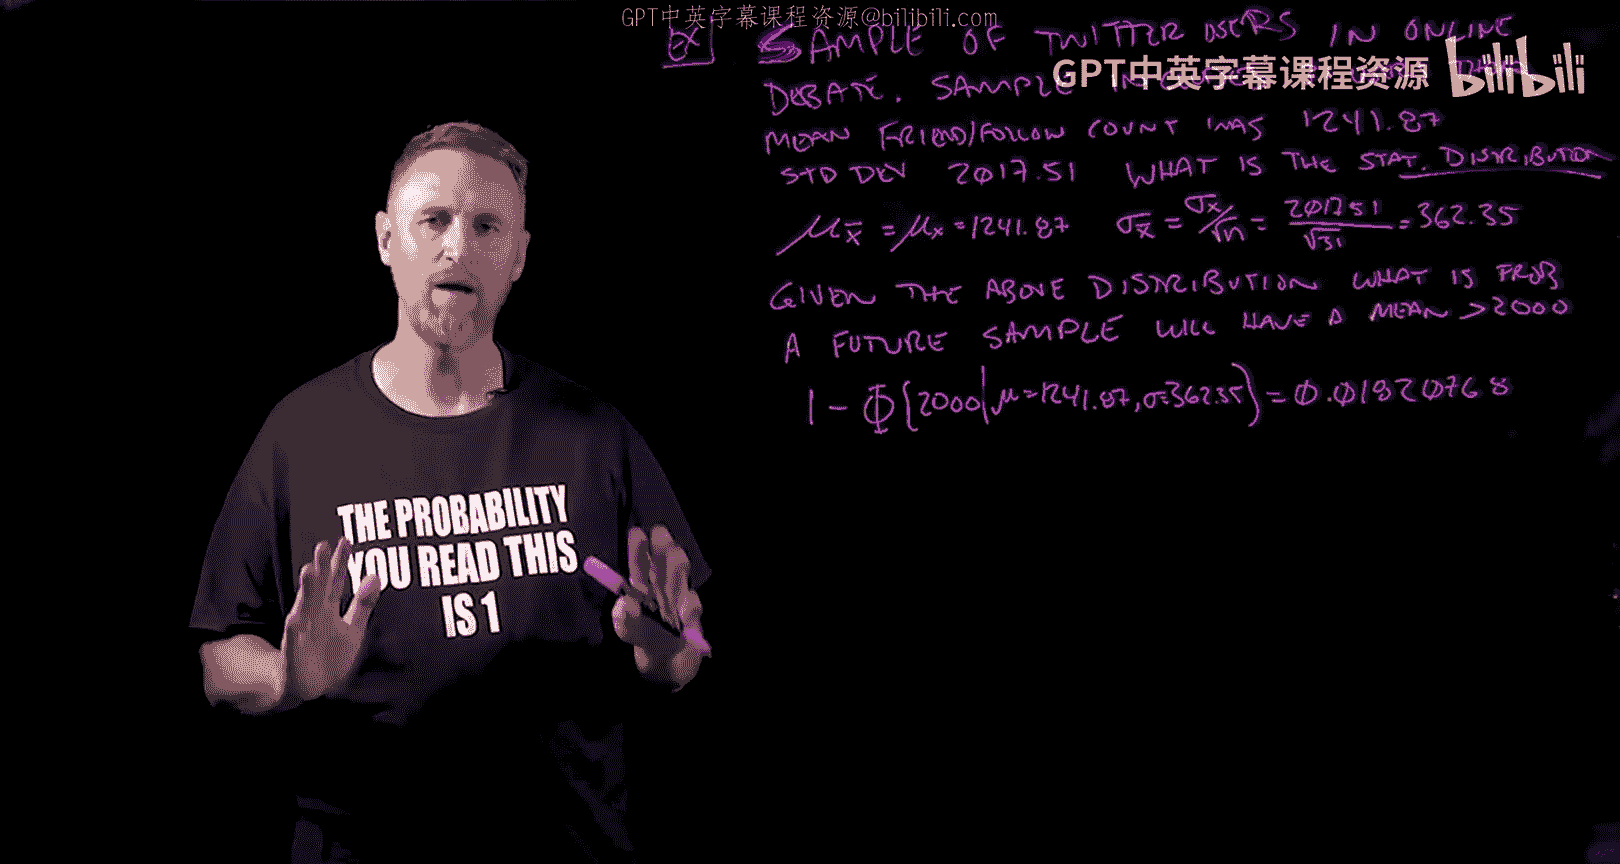 GPT中英字幕课程资源@bilibili.com
EX SAMPLE OF TWITTER USERS IN ONLINE
GPT中英字幕课程资源 bilibili
DEBATE. SAMPLE
MEAN FRIEND/FOLLOW COUNT WAS 1241.87
STD DEV 2017.51 WHAT IS THE STAT. DISTRIBUTION
μx̄ = μx = 1241.87 σx̄ = σx/√n = 201751/√31 = 362.35
GIVEN THE ABOVE DISTRIBUTION WHAT IS PROB
A FUTURE SAMPLE WILL HAVE A MEAN >2000
1 - Φ(2000|μ=1241.87, σ=362.35) = 0.01820768
THE PROBABILITY
YOU READ THIS
IS 1